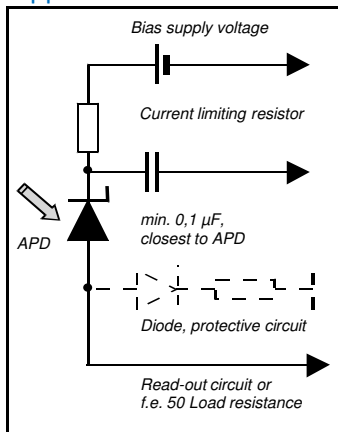 Bias supply voltage
Current limiting resistor
min. 0,1 µF,
closest to APD
APD
Diode, protective circuit
Read-out circuit or
f.e. 50 Load resistance